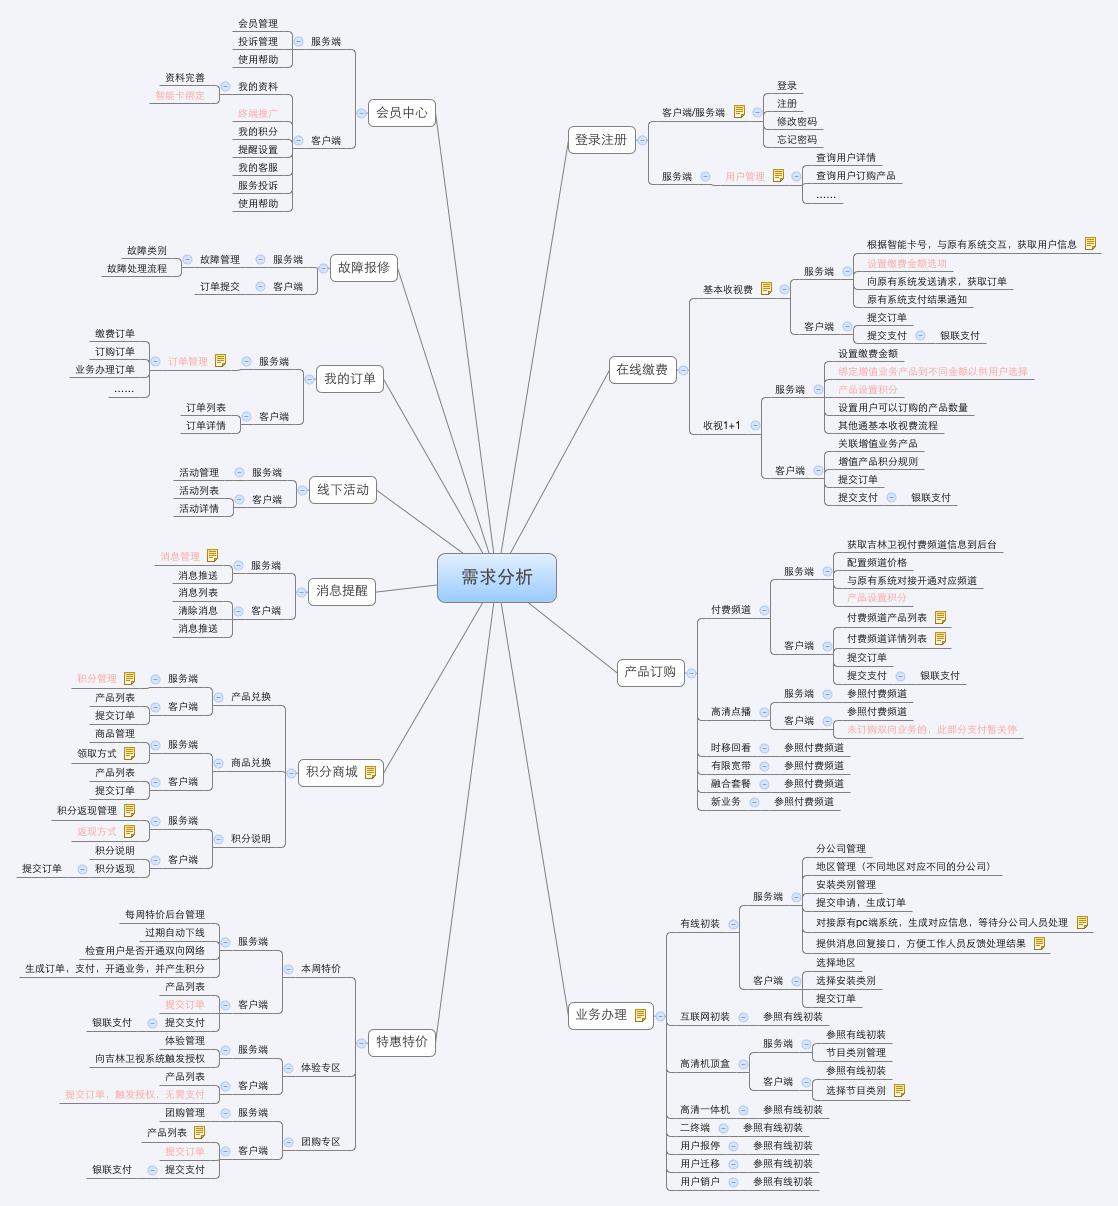 需求分析
会员中心
服务端
会员管理
投诉管理
使用帮助
客户端
我的资料
资料完善
智能卡绑定
终端推广
我的积分
提醒设置
我的客服
服务投诉
使用帮助
故障报修
服务端
故障管理
故障类别
故障处理流程
客户端
订单提交
我的订单
服务端
订单管理
缴费订单
订购订单
业务办理订单
......
客户端
订单列表
订单详情
线下活动
服务端
活动管理
客户端
活动列表
活动详情
消息提醒
服务端
消息管理
消息推送
客户端
消息列表
清除消息
消息推送
积分商城
产品兑换
服务端
积分管理
客户端
产品列表
提交订单
商品兑换
服务端
商品管理
领取方式
客户端
产品列表
提交订单
积分说明
服务端
积分返现管理
返现方式
客户端
积分说明
积分返现
提交订单
特惠特价
本周特价
服务端
每周特价后台管理
过期自动下线
检查用户是否开通双向网络
生成订单，支付，开通业务，并产生积分
客户端
产品列表
提交订单
提交支付
银联支付
体验专区
服务端
体验管理
向吉林卫视系统触发授权
客户端
产品列表
提交订单，触发授权，无需支付
团购专区
服务端
团购管理
客户端
产品列表
提交订单
提交支付
银联支付
登录注册
客户端/服务端
登录
注册
修改密码
忘记密码
服务端
用户管理
查询用户详情
查询用户订购产品
......
在线缴费
基本收视费
服务端
根据智能卡号，与原有系统交互，获取用户信息
设置缴费金额选项
向原有系统发送请求，获取订单
原有系统支付结果通知
客户端
提交订单
提交支付
银联支付
收视1+1
服务端
设置缴费金额
绑定增值业务产品到不同金额以供用户选择
产品设置积分
设置用户可以订购的产品数量
其他通基本收视费流程
客户端
关联增值业务产品
增值产品积分规则
提交订单
提交支付
银联支付
产品订购
付费频道
服务端
获取吉林卫视付费频道信息到后台
配置频道价格
与原有系统对接开通对应频道
产品设置积分
客户端
付费频道产品列表
付费频道详情列表
提交订单
提交支付
银联支付
高清点播
服务端
参照付费频道
客户端
参照付费频道
未订购双向业务的，此部分支付暂关停
时移回看
参照付费频道
有限宽带
参照付费频道
融合套餐
参照付费频道
新业务
参照付费频道
业务办理
有线初装
服务端
分公司管理
地区管理（不同地区对应不同的分公司）
安装类别管理
提交申请，生成订单
对接原有pc端系统，生成对应信息，等待分公司人员处理
提供消息回复接口，方便工作人员反馈处理结果
客户端
选择地区
选择安装类别
提交订单
互联网初装
参照有线初装
高清机顶盒
服务端
参照有线初装
节目类别管理
客户端
参照有线初装
选择节目类别
高清一体机
参照有线初装
二终端
参照有线初装
用户报停
参照有线初装
用户迁移
参照有线初装
用户销户
参照有线初装